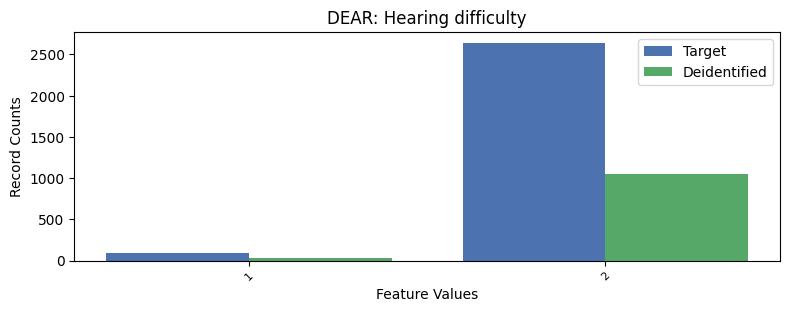 DEAR: Hearing difficulty
Target
Deidentified
Record Counts
2500
2000
1500
1000
500
0
1
2
Feature Values